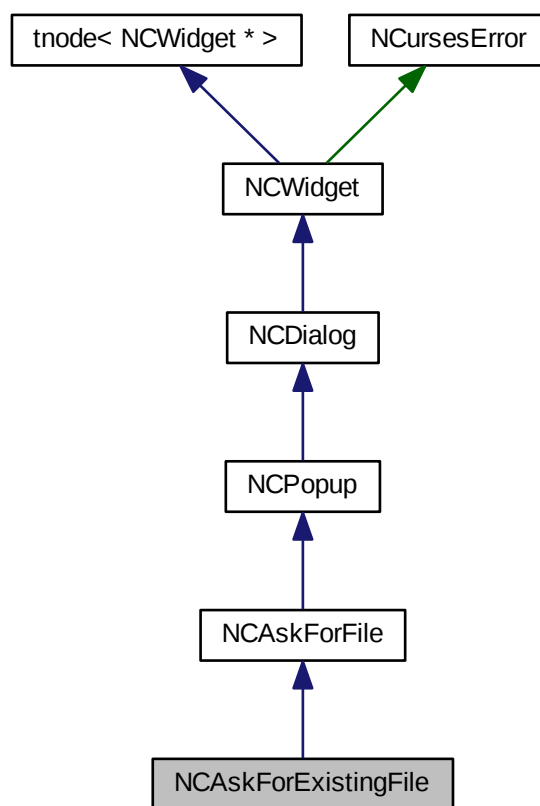 tnode< NCWidget * >
NCursesError
NCWidget
NCDialog
NCPopup
NCAskForFile
NCAskForExistingFile